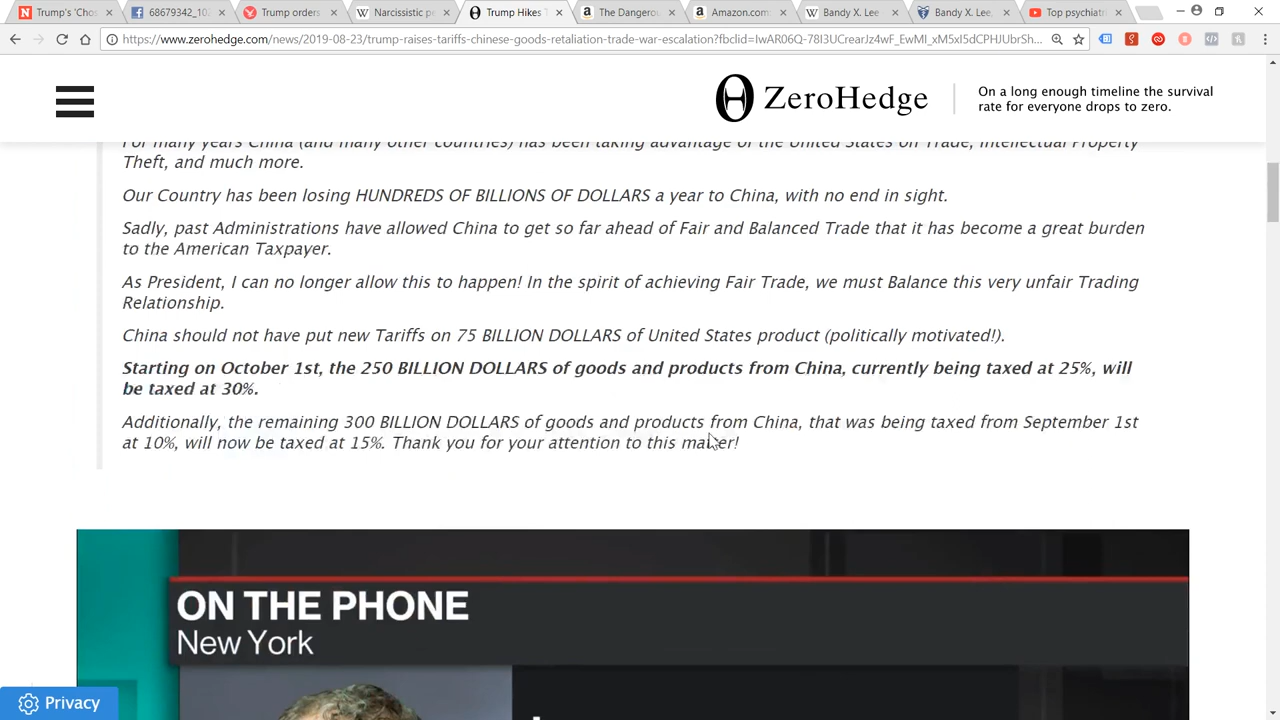 Trump's 'Chos
68679342_10
Trump orders
Narcissistic p
Trump Hikes T
The Dangerou
Amazon.com
Bandy X. Lee
Bandy X. Lee,
Top psychiatr
https://www.zerohedge.com/news/2019-08-23/trump-raises-tariffs-chinese-goods-retaliation-trade-war-escalation?fbclid=
ZeroHedge
On a long enough timeline the survival
rate for everyone drops to zero.
For many years China (and many other countries) has been taking advantage of the United States on Trade, Intellectual Property
Theft, and much more.
Our Country has been losing HUNDREDS OF BILLIONS OF DOLLARS a year to China, with no end in sight.
Sadly, past Administrations have allowed China to get so far ahead of Fair and Balanced Trade that it has become a great burden
to the American Taxpayer.
As President, I can no longer allow this to happen! In the spirit of achieving Fair Trade, we must Balance this very unfair Trading
Relationship.
China should not have put new Tariffs on 75 BILLION DOLLARS of United States product (politically motivated!).
Starting on October 1st, the 250 BILLION DOLLARS of goods and products from China, currently being taxed at 25%, will
be taxed at 30%.
Additionally, the remaining 300 BILLION DOLLARS of goods and products from China, that was being taxed from September 1st
at 10%, will now be taxed at 15%. Thank you for your attention to this matter!
ON THE PHONE
New York
Privacy